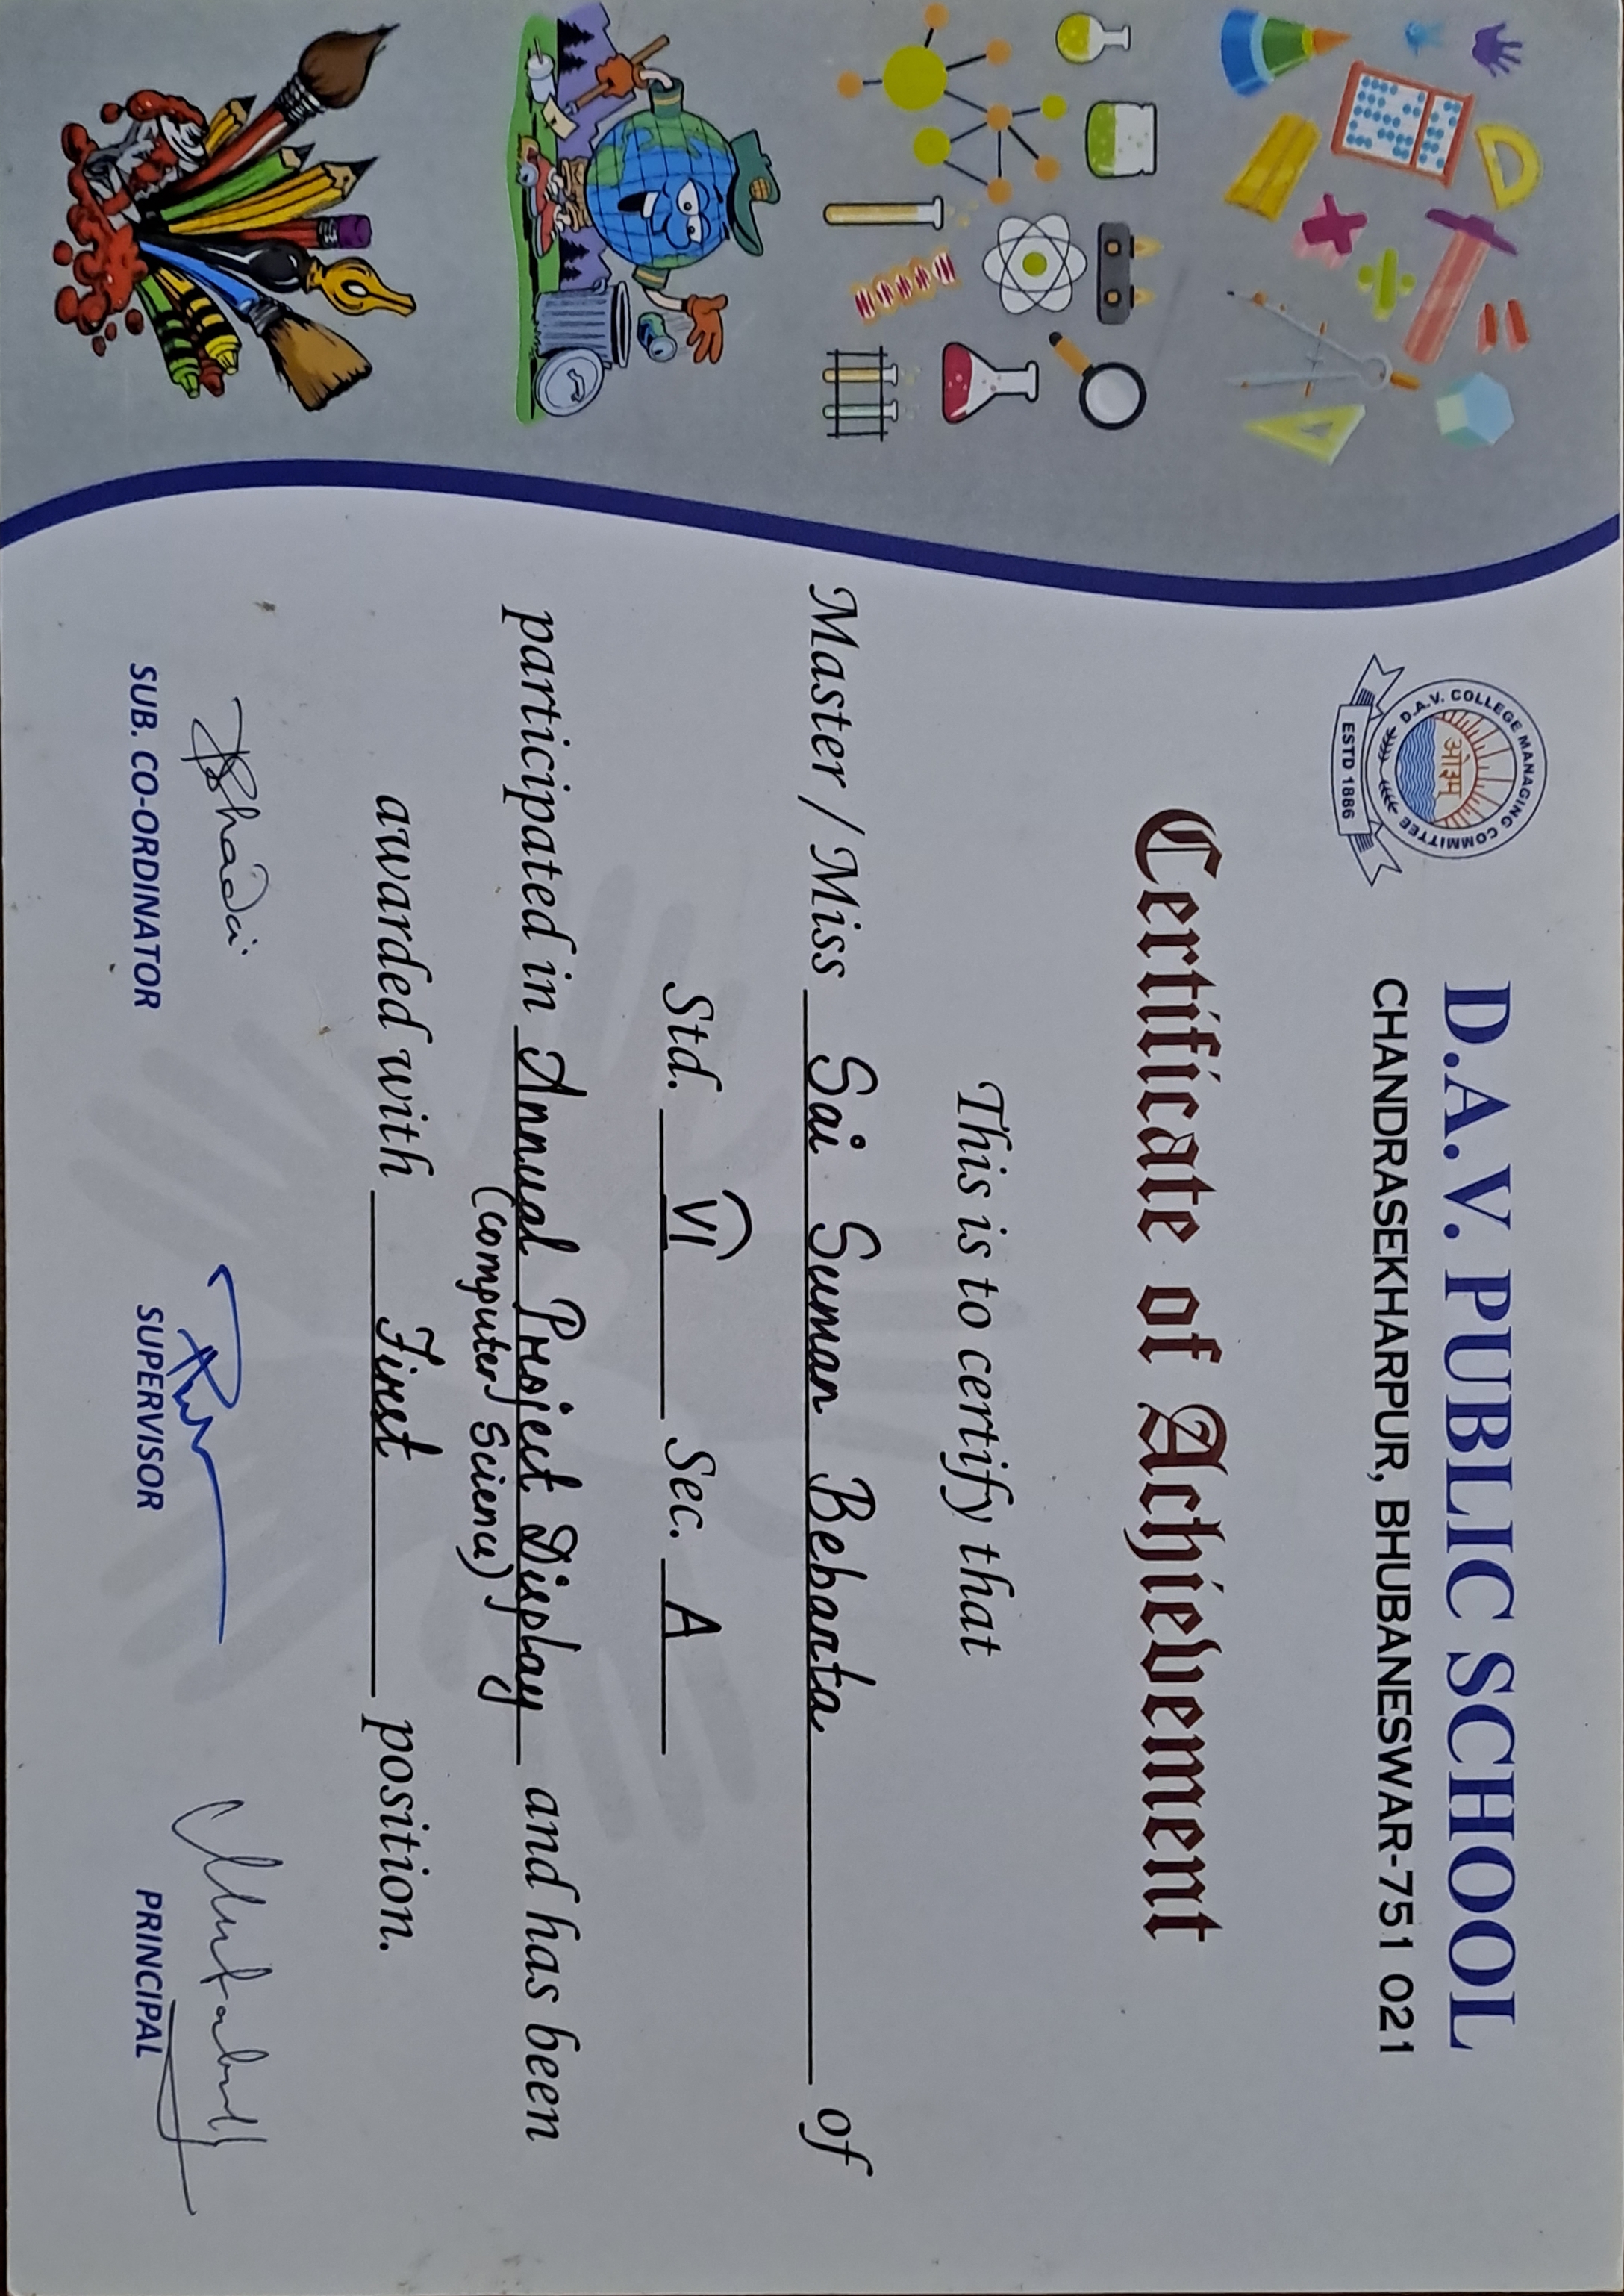 D.A.V. PUBLIC SCHOOL
CHANDRASEKHARPUR, BHUBANESWAR-751 021
D.A.V. COLLEGE MANAGING COMMITTEE
ओ३म्
ESTD 1886
Certificate of Achievement
This is to certify that
Master / Miss Sai Suman Bebarta of
Std. VI Sec. A
participated in Annual Project Display and has been
(Computer Science)
awarded with First position.
SUB. CO-ORDINATOR
SUPERVISOR
PRINCIPAL